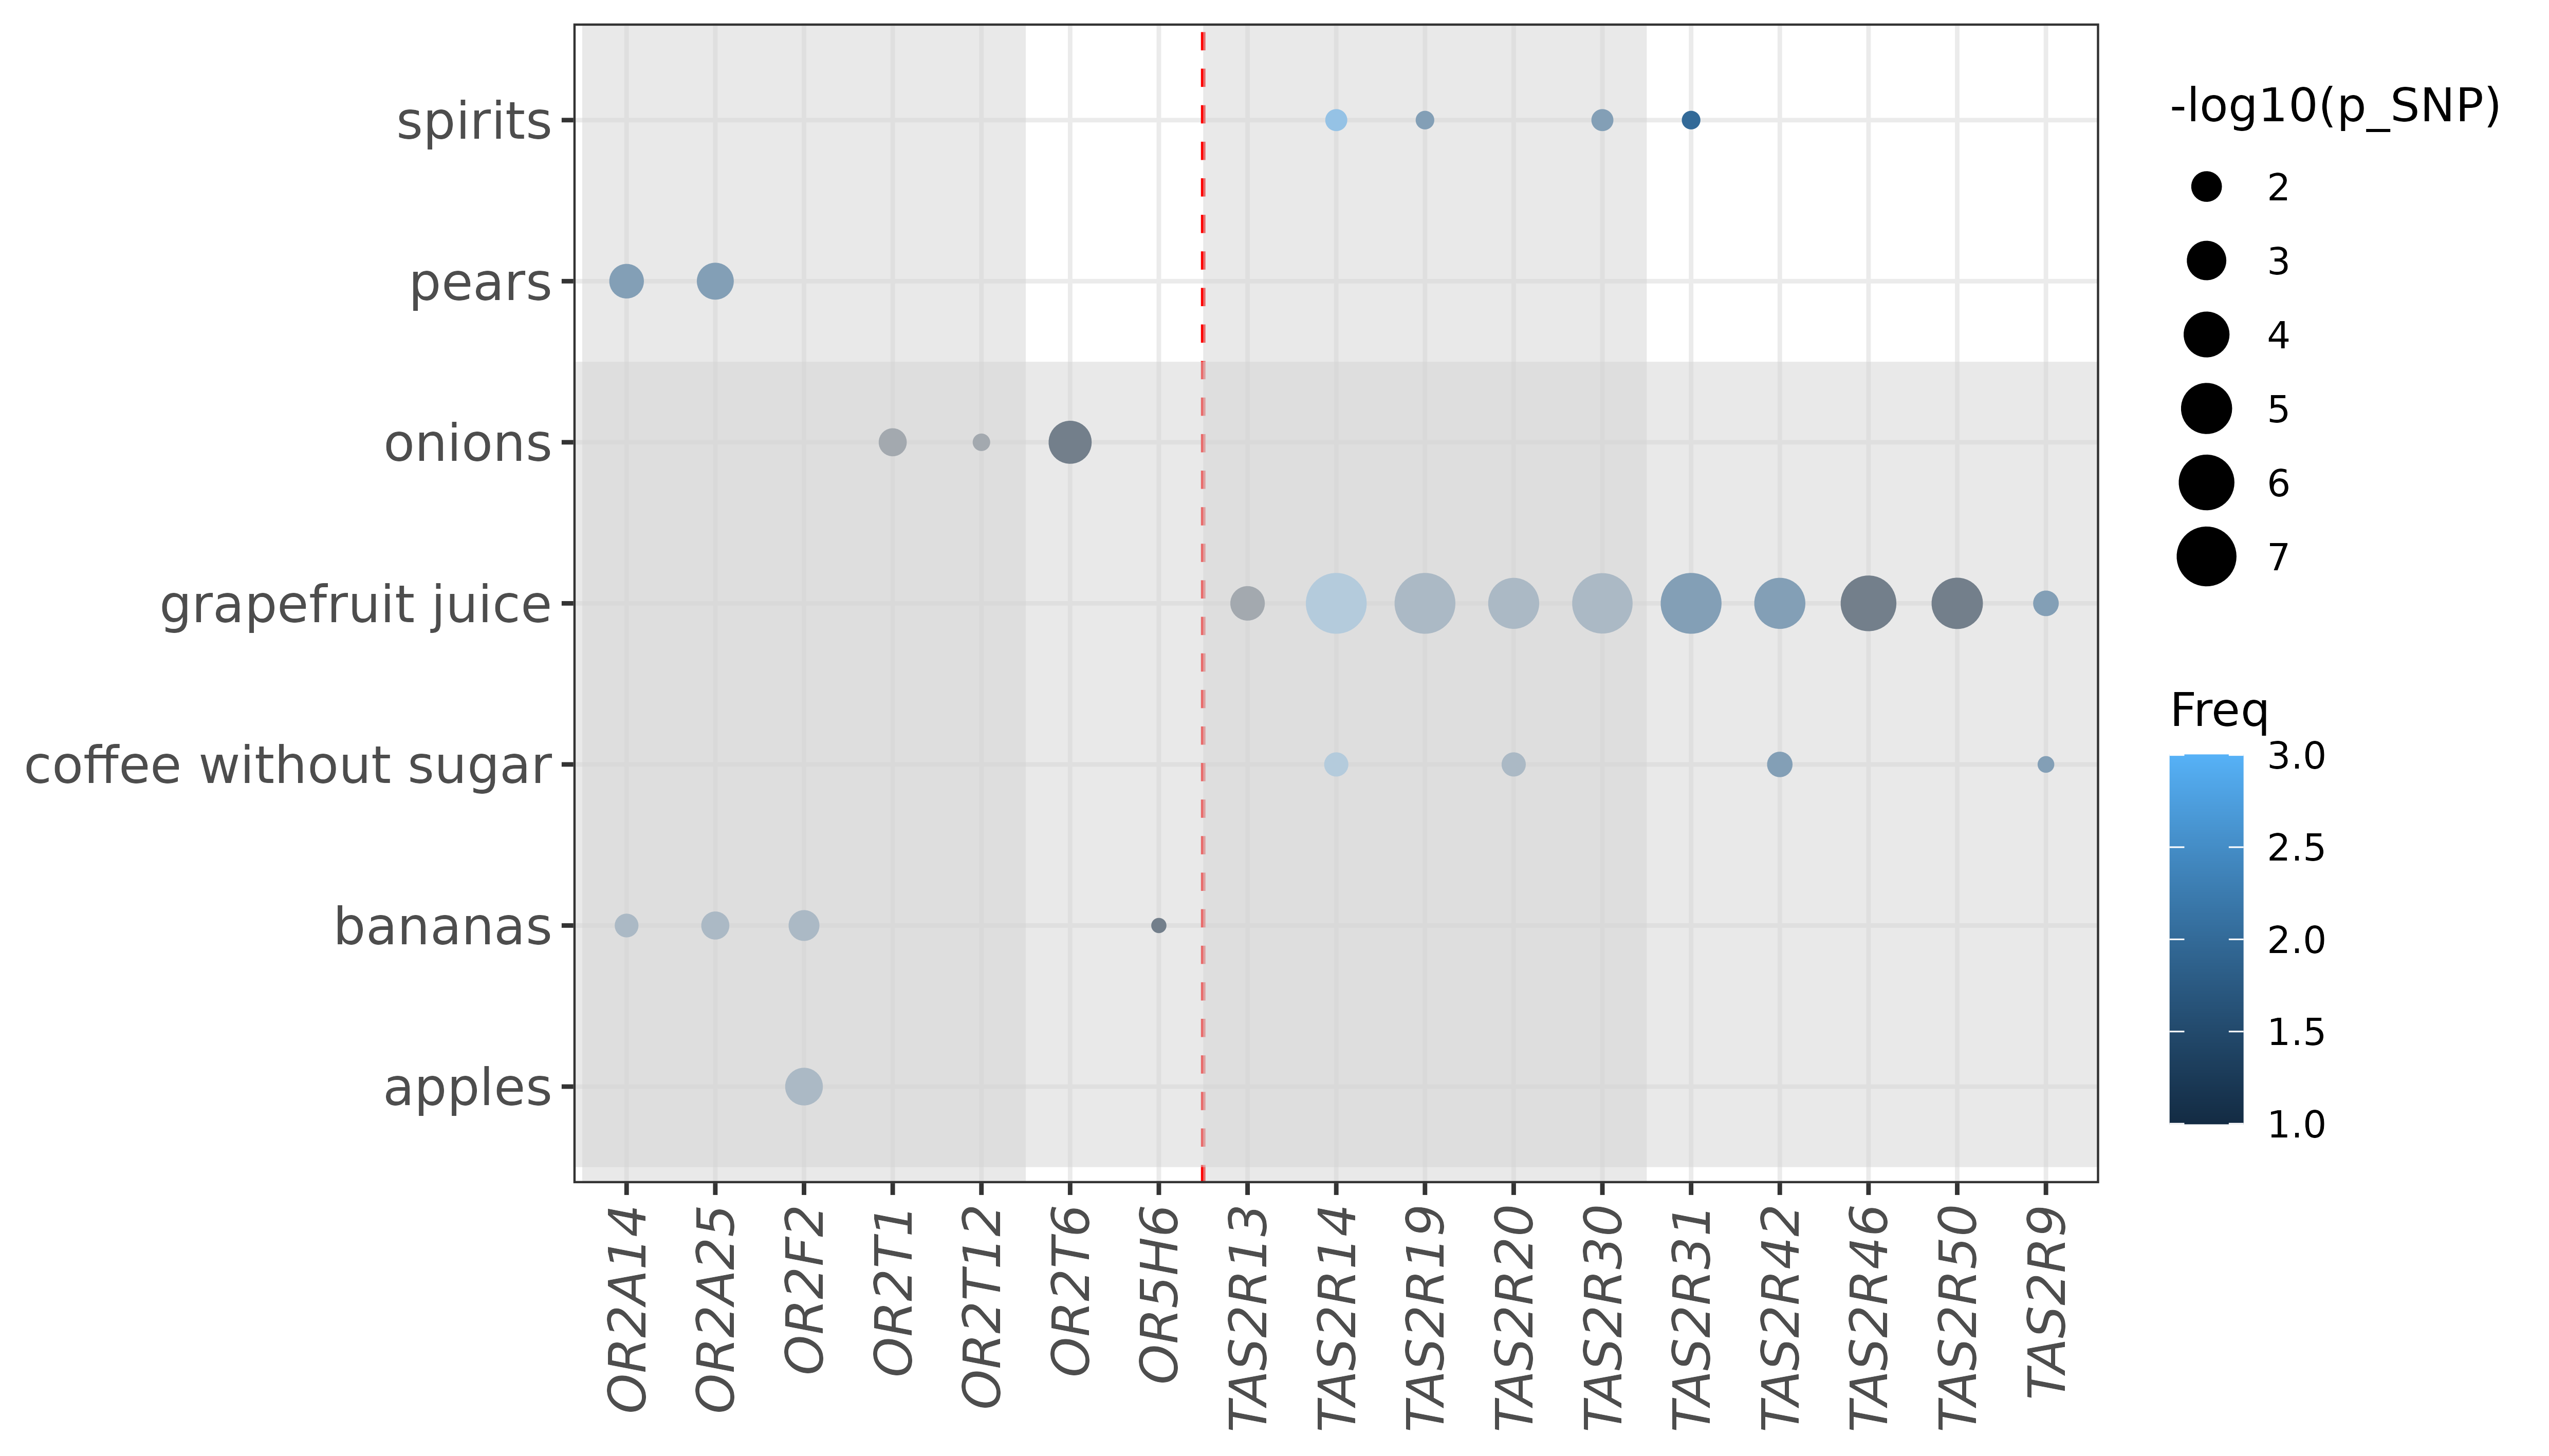 spirits
pears
onions
grapefruit juice
coffee without sugar
bananas
apples
OR2A14
OR2A25
OR2F2
OR2T1
OR2T12
OR2T6
OR5H6
TAS2R13
TAS2R14
TAS2R19
TAS2R20
TAS2R30
TAS2R31
TAS2R42
TAS2R46
TAS2R50
TAS2R9
-log10(p_SNP)
2
3
4
5
6
7
Freq
3.0
2.5
2.0
1.5
1.0